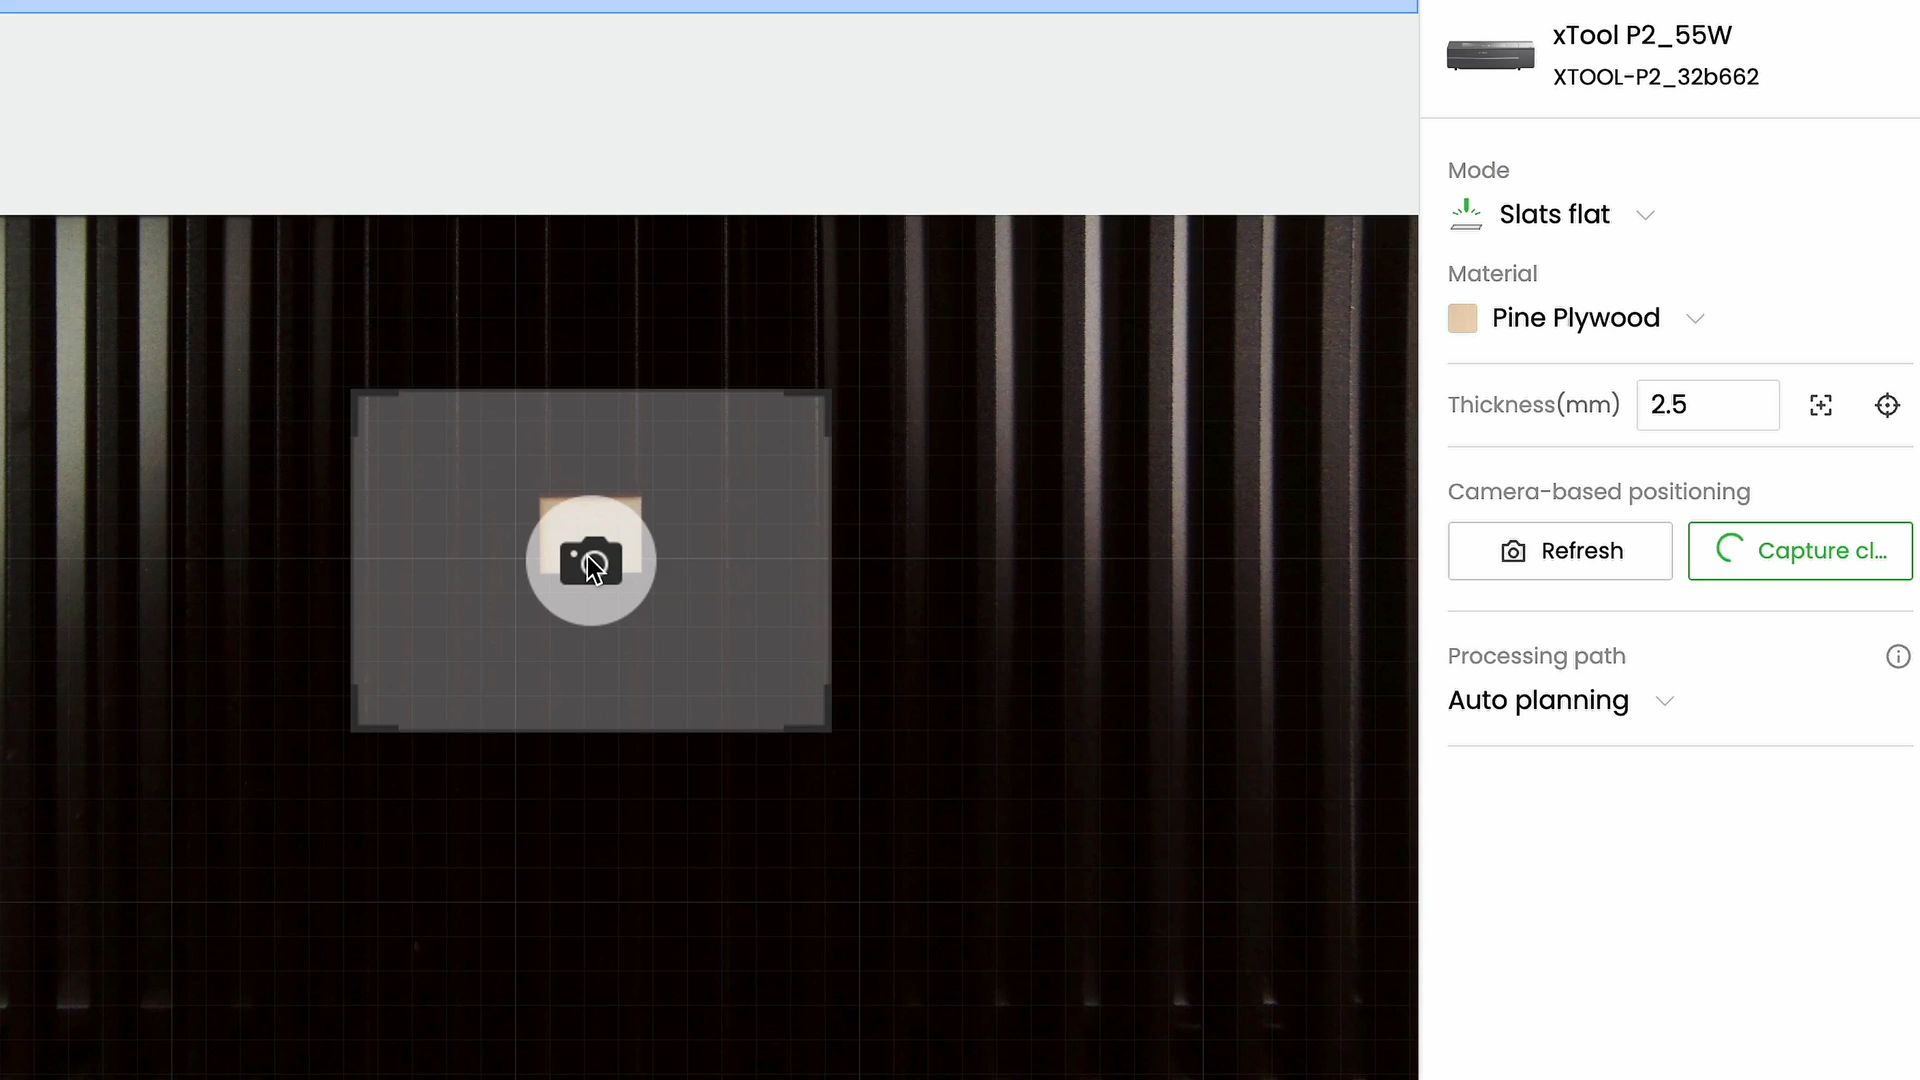 xTool P2_55W
XTOOL-P2_32b662
Mode
Slats flat
Material
Pine Plywood
Thickness(mm) 2.5
Camera-based positioning
Refresh Capture cl...
Processing path
Auto planning